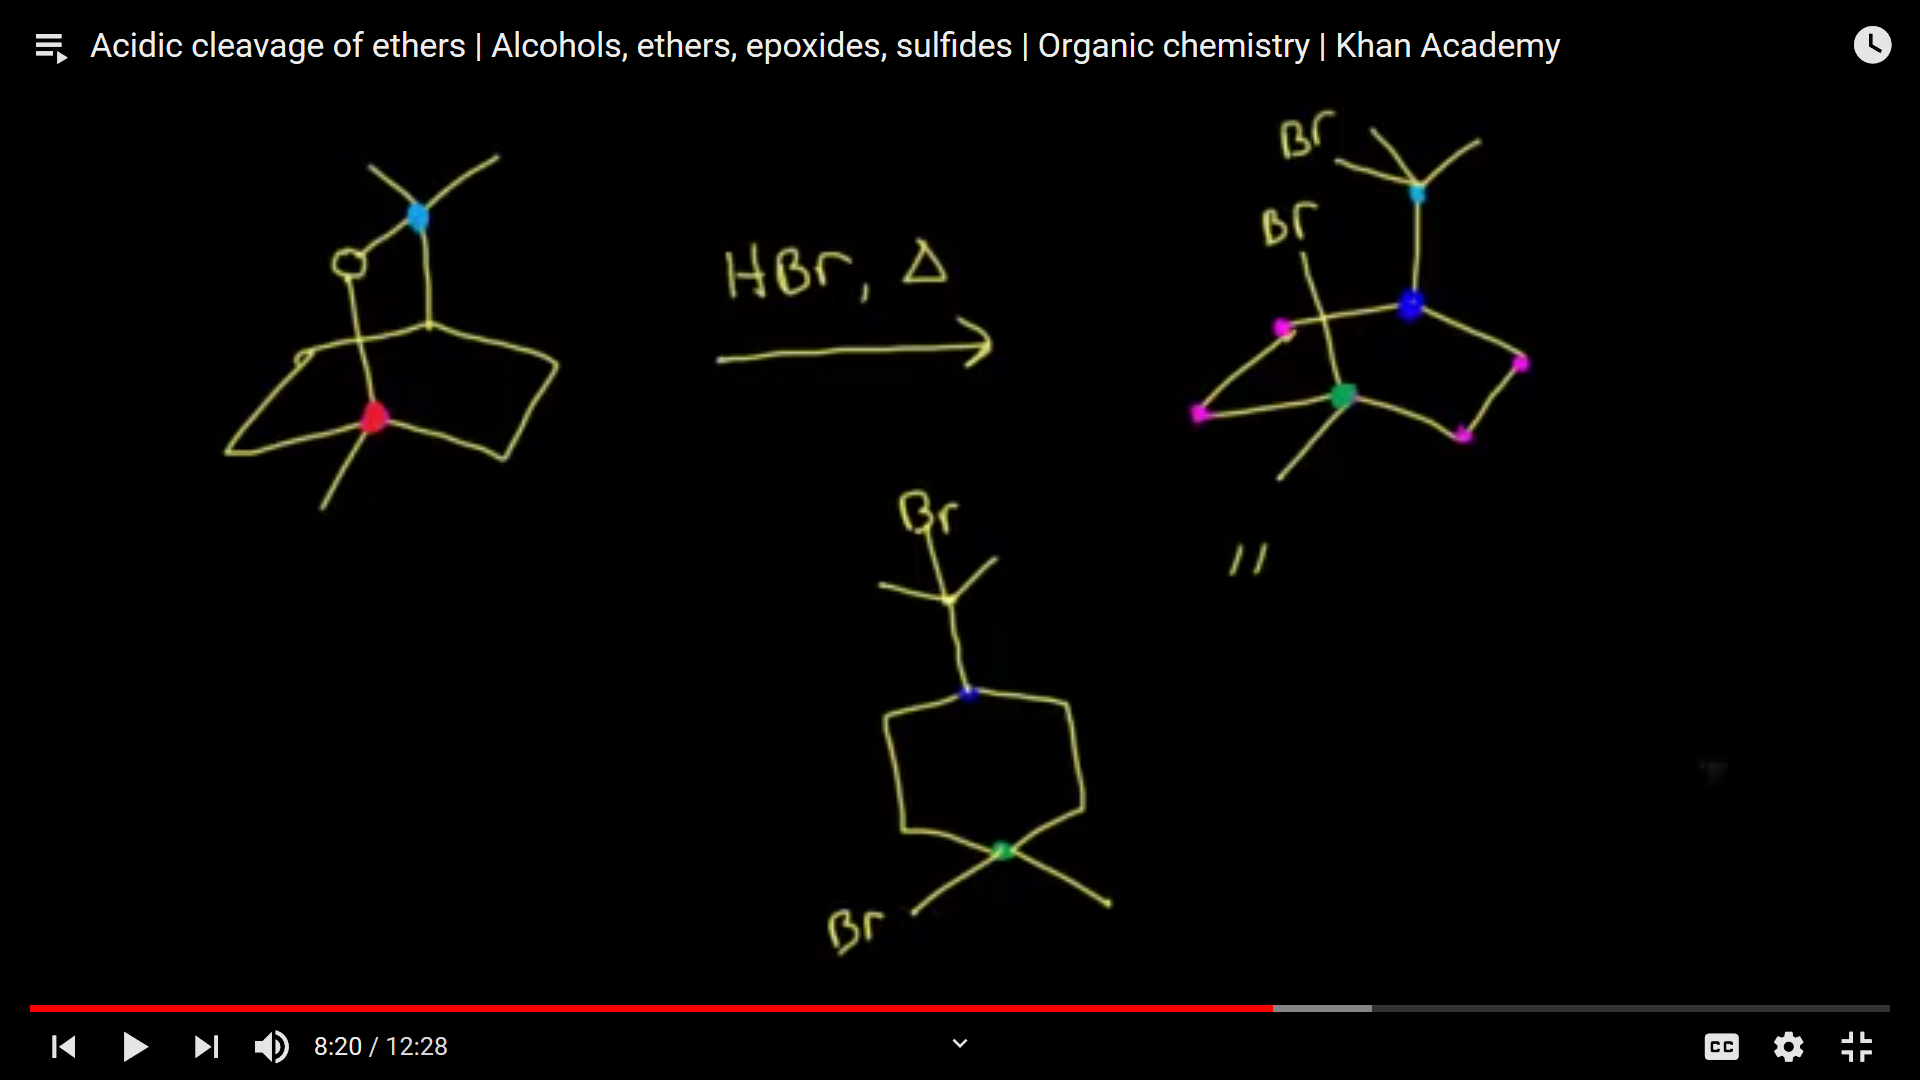 Acidic cleavage of ethers | Alcohols, ethers, epoxides, sulfides | Organic chemistry | Khan Academy
Br
Br
O
HBr, Δ
Br
Br
8:20 / 12:28
CC